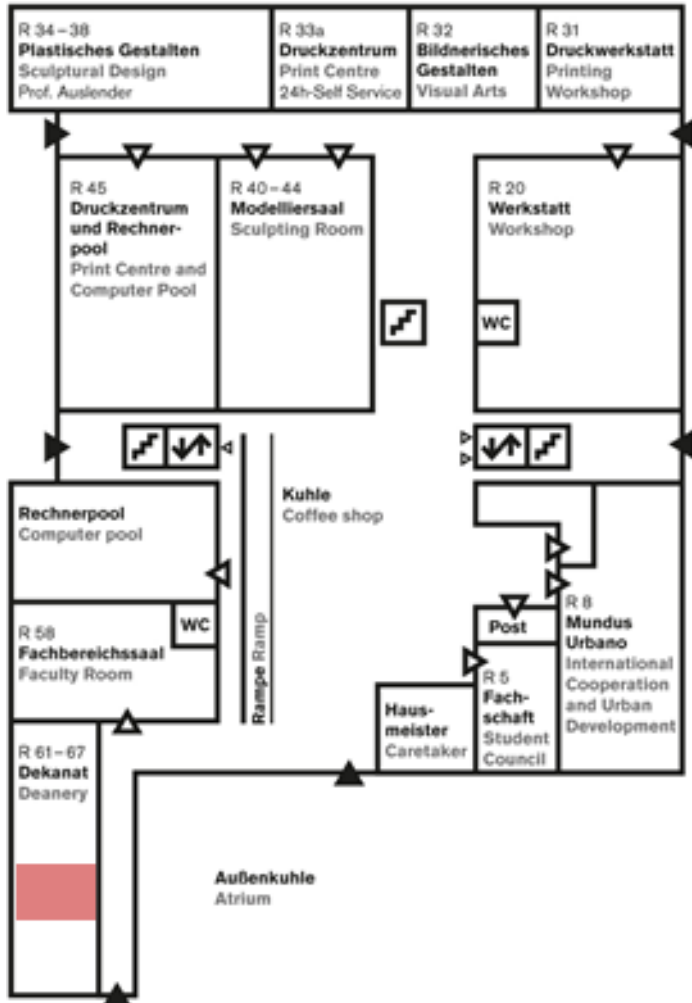 R 34–38
Plastisches Gestalten
Sculptural Design
Prof. Auslender
R 33a
Druckzentrum
Print Centre
24h-Self Service
R 32
Bildnerisches
Gestalten
Visual Arts
R 31
Druckwerkstatt
Printing
Workshop
R 45
Druckzentrum
und Rechner-
pool
Print Centre and
Computer Pool
R 40–44
Modelliersaal
Sculpting Room
R 20
Werkstatt
Workshop
WC
Rechnerpool
Computer pool
Kuhle
Coffee shop
R 58
Fachbereichssaal
Faculty Room
WC
Rampe Ramp
Post
R 8
Mundus
Urbano
International
Cooperation
and Urban
Development
R 5
Fach-
schaft
Student
Council
Haus-
meister
Caretaker
R 61–67
Dekanat
Deanery
Außenkuhle
Atrium